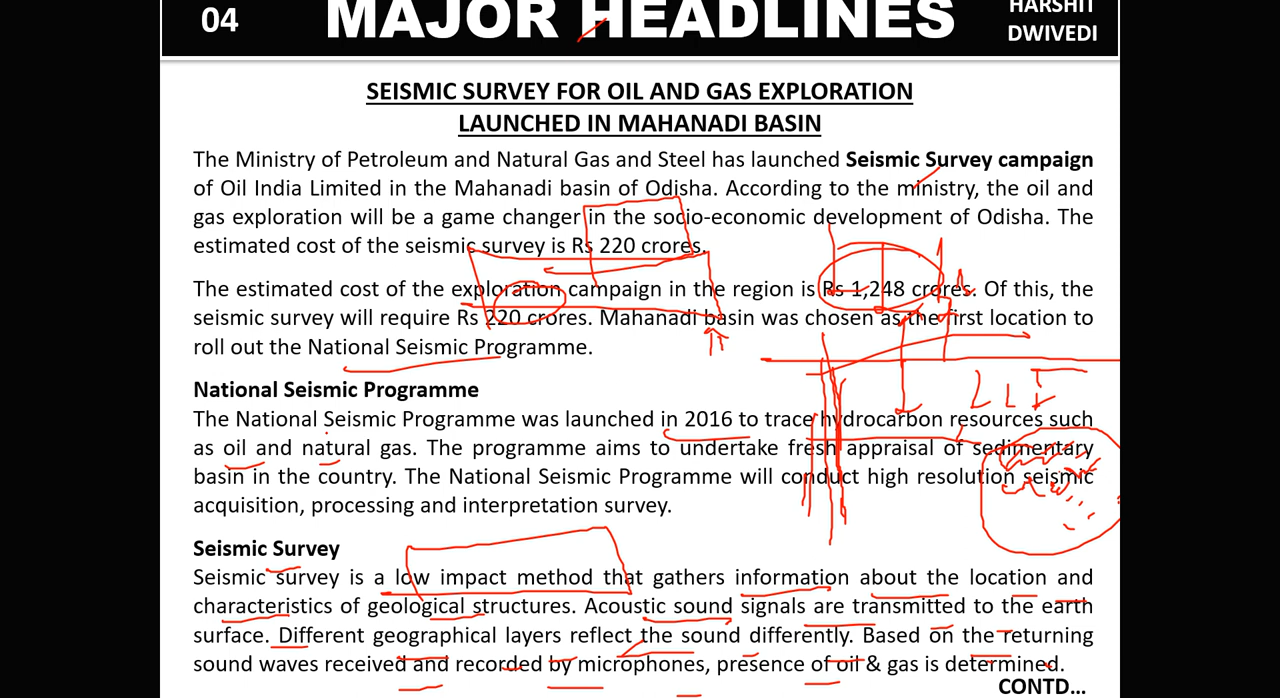 04
MAJOR HEADLINES
HARSHIT
DWIVEDI
SEISMIC SURVEY FOR OIL AND GAS EXPLORATION
LAUNCHED IN MAHANADI BASIN
The Ministry of Petroleum and Natural Gas and Steel has launched Seismic Survey campaign
of Oil India Limited in the Mahanadi basin of Odisha. According to the ministry, the oil and
gas exploration will be a game changer in the socio-economic development of Odisha. The
estimated cost of the seismic survey is Rs 220 crores.
The estimated cost of the exploration campaign in the region is Rs 1,248 crores. Of this, the
seismic survey will require Rs 220 crores. Mahanadi basin was chosen as the first location to
roll out the National Seismic Programme.
National Seismic Programme
The National Seismic Programme was launched in 2016 to trace hydrocarbon resources such
as oil and natural gas. The programme aims to undertake fresh appraisal of sedimentary
basin in the country. The National Seismic Programme will conduct high resolution seismic
acquisition, processing and interpretation survey.
Seismic Survey
Seismic survey is a low impact method that gathers information about the location and
characteristics of geological structures. Acoustic sound signals are transmitted to the earth
surface. Different geographical layers reflect the sound differently. Based on the returning
sound waves received and recorded by microphones, presence of oil & gas is determined.
CONTD...